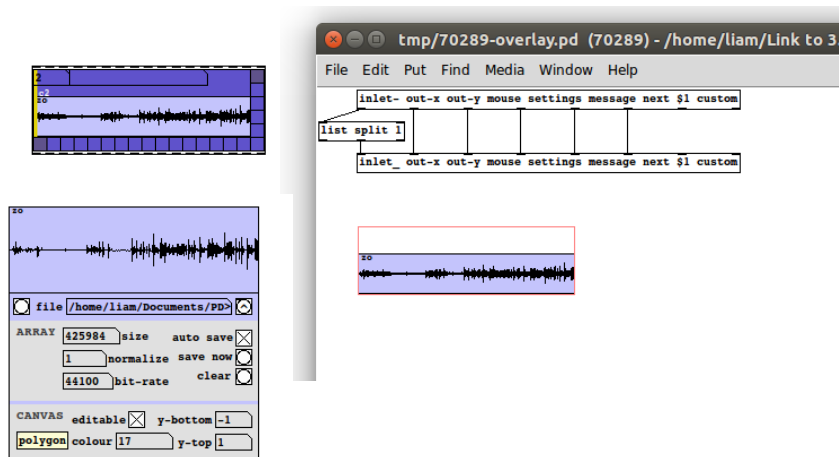 2
c2
zo
zo
file /home/liam/Documents/PD>
ARRAY 425984 size auto save
1 normalize save now
44100 bit-rate clear
CANVAS editable y-bottom -1
polygon colour 17 y-top 1
tmp/70289-overlay.pd (70289) - /home/liam/Link to 3.
File Edit Put Find Media Window Help
inlet- out-x out-y mouse settings message next $1 custom
list split 1
inlet_ out-x out-y mouse settings message next $1 custom
zo